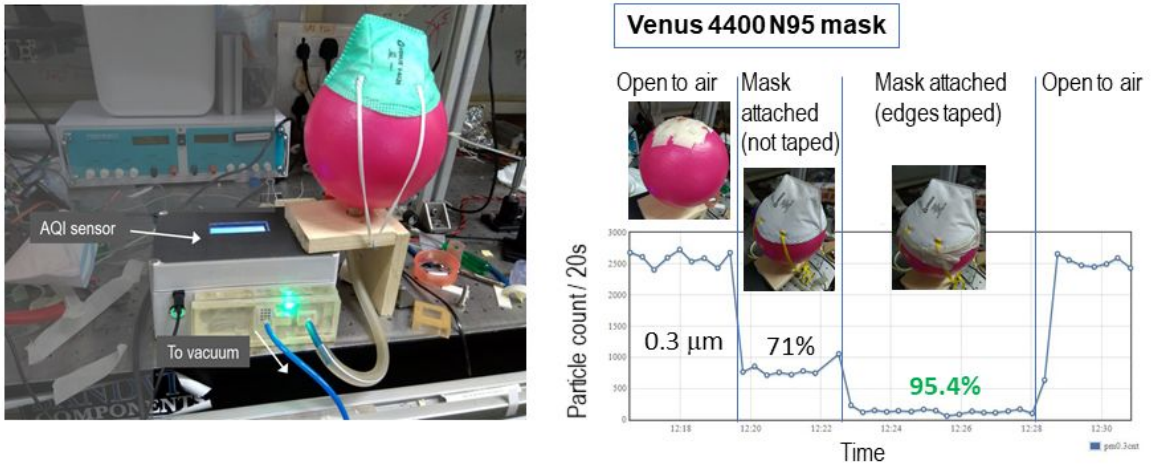 AQI sensor
To vacuum
COMPONENTS
Venus 4400 N95 mask
Open to air
Mask
attached
(not taped)
Mask attached
(edges taped)
Open to air
Particle count / 20s
3000
2500
2000
1500
1000
500
0
0.3 μm
71%
95.4%
12:18
12:20
12:22
12:24
12:26
12:28
12:30
Time
pm0.3cnt